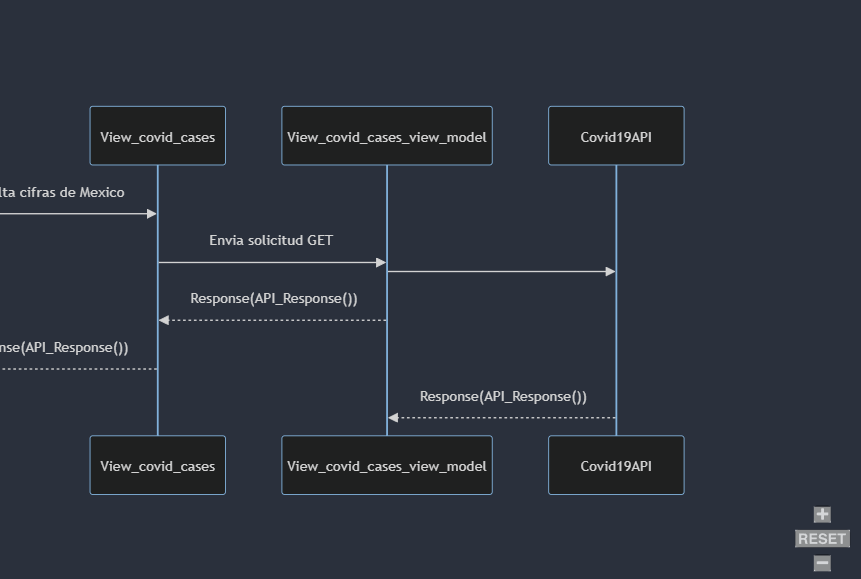 View_covid_cases
View_covid_cases_view_model
Covid19API
lta cifras de Mexico
Envia solicitud GET
Response(API_Response())
nse(API_Response())
Response(API_Response())
View_covid_cases
View_covid_cases_view_model
Covid19API
RESET